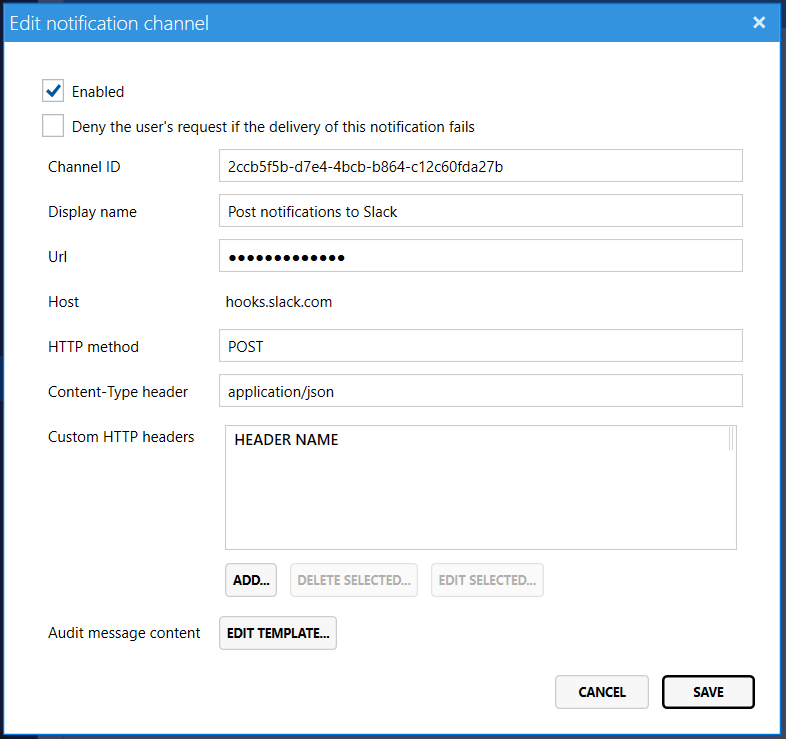 Edit notification channel
Enabled
Deny the user's request if the delivery of this notification fails
Channel ID 2ccb5f5b-d7e4-4bcb-b864-c12c60fda27b
Display name Post notifications to Slack
Url •••••••••••••
Host hooks.slack.com
HTTP method POST
Content-Type header application/json
Custom HTTP headers HEADER NAME
ADD... DELETE SELECTED... EDIT SELECTED...
Audit message content EDIT TEMPLATE...
CANCEL SAVE